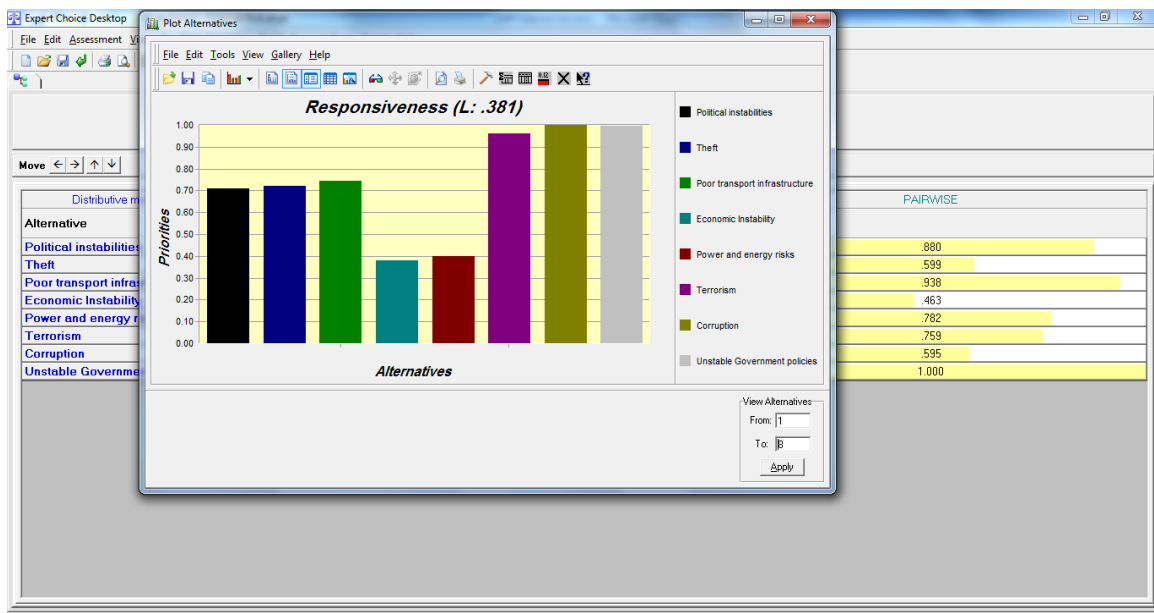 Expert Choice Desktop
Plot Alternatives
File Edit Assessment
File Edit Tools View Gallery Help
Responsiveness (L: .381)
Priorities
1.00
0.90
0.80
0.70
0.60
0.50
0.40
0.30
0.20
0.10
0.00
Alternatives
Political instabilities
Theft
Poor transport infrastructure
Economic Instability
Power and energy risks
Terrorism
Corruption
Unstable Government policies
View Alternatives
From: 1
To: 8
Apply
Move
Distributive m
PAIRWISE
Alternative
Political instabilities .880
Theft .599
Poor transport infra .938
Economic Instability .463
Power and energy r .782
Terrorism .759
Corruption .595
Unstable Governme 1.000